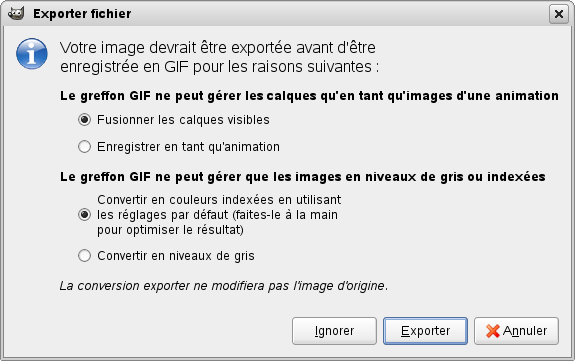 Exporter fichier
Votre image devrait être exportée avant d'être
enregistrée en GIF pour les raisons suivantes :
Le greffon GIF ne peut gérer les calques qu'en tant qu'images d'une animation
Fusionner les calques visibles
Enregistrer en tant qu'animation
Le greffon GIF ne peut gérer que les images en niveaux de gris ou indexées
Convertir en couleurs indexées en utilisant
les réglages par défaut (faites-le à la main
pour optimiser le résultat)
Convertir en niveaux de gris
La conversion exporter ne modifiera pas l'image d'origine.
Ignorer
Exporter
Annuler